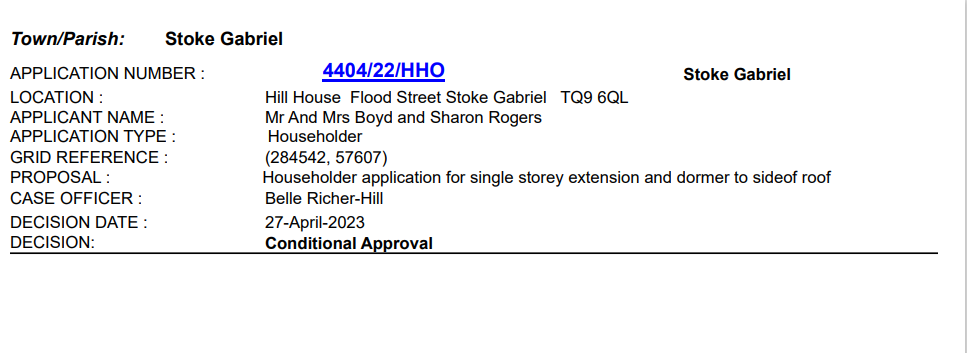 Town/Parish: Stoke Gabriel
APPLICATION NUMBER : 4404/22/HHO Stoke Gabriel
LOCATION : Hill House Flood Street Stoke Gabriel TQ9 6QL
APPLICANT NAME : Mr And Mrs Boyd and Sharon Rogers
APPLICATION TYPE : Householder
GRID REFERENCE : (284542, 57607)
PROPOSAL : Householder application for single storey extension and dormer to sideof roof
CASE OFFICER : Belle Richer-Hill
DECISION DATE : 27-April-2023
DECISION: Conditional Approval